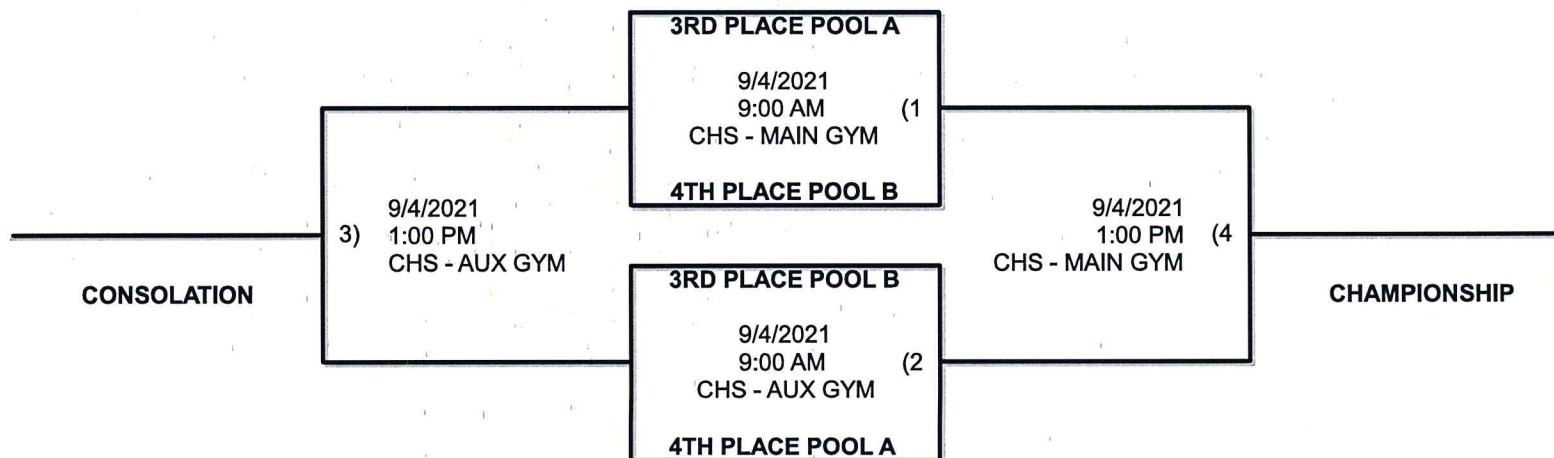 3RD PLACE POOL A
9/4/2021
9:00 AM (1
CHS - MAIN GYM
4TH PLACE POOL B
9/4/2021
3) 1:00 PM
CHS - AUX GYM
CONSOLATION
9/4/2021
1:00 PM (4
CHS - MAIN GYM
CHAMPIONSHIP
3RD PLACE POOL B
9/4/2021
9:00 AM (2
CHS - AUX GYM
4TH PLACE POOL A